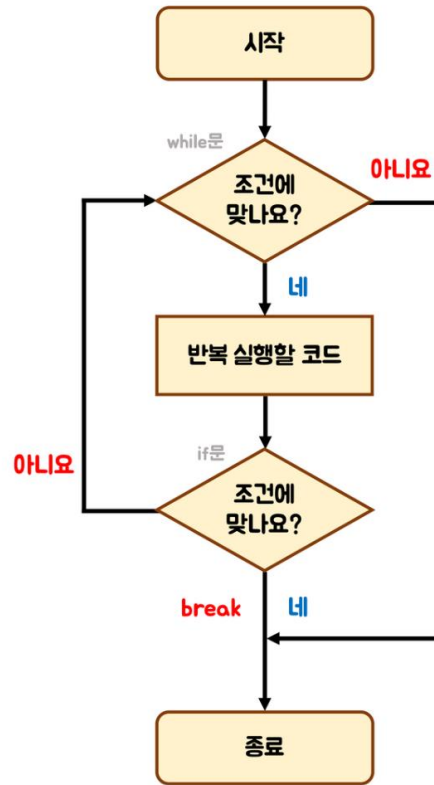 시작
while문
조건에
맞나요?
아니요
네
반복 실행할 코드
if문
조건에
맞나요?
아니요
break
네
종료